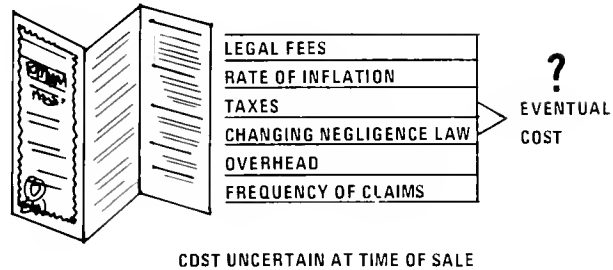 LEGAL FEES
RATE OF INFLATION
TAXES
CHANGING NEGLIGENCE LAW
OVERHEAD
FREQUENCY OF CLAIMS
?
EVENTUAL
COST
COST UNCERTAIN AT TIME OF SALE